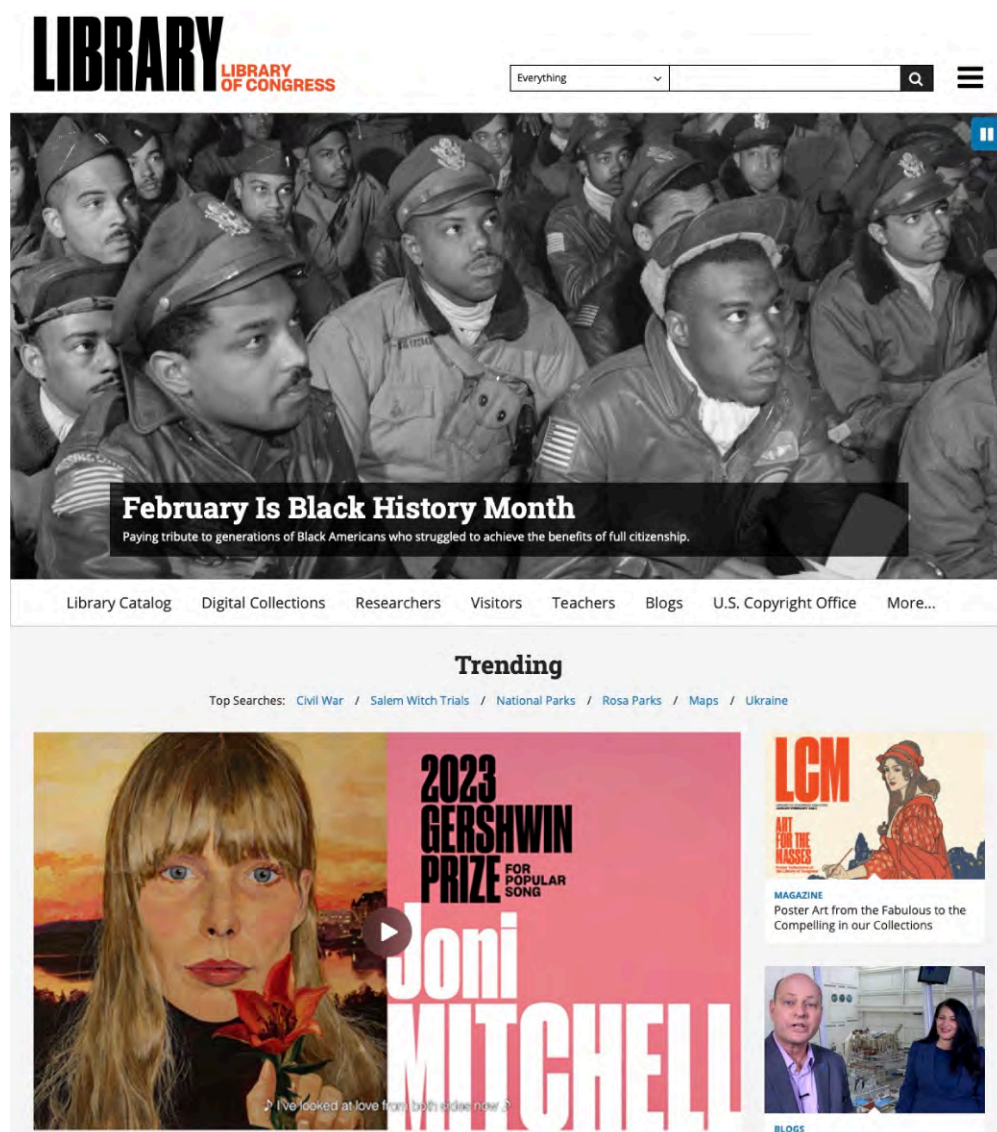 LIBRARY
LIBRARY
OF CONGRESS
Everything
February Is Black History Month
Paying tribute to generations of Black Americans who struggled to achieve the benefits of full citizenship.
Library Catalog Digital Collections Researchers Visitors Teachers Blogs U.S. Copyright Office More...
Trending
Top Searches: Civil War / Salem Witch Trials / National Parks / Rosa Parks / Maps / Ukraine
2023
GERSHWIN
PRIZE FOR
POPULAR
SONG
Joni
MITCHELL
♪ I've looked at love from both sides now ♪
LCM
ART
FOR THE
MASSES
MAGAZINE
Poster Art from the Fabulous to the
Compelling in our Collections
BLOGS